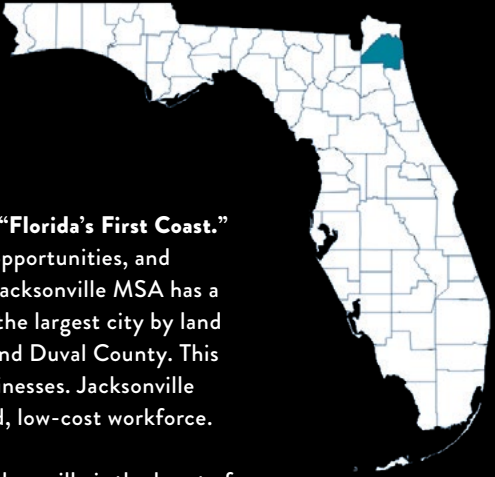 “Florida’s First Coast.”
pportunities, and
acksonville MSA has a
the largest city by land
nd Duval County. This
inesses. Jacksonville
d, low-cost workforce.